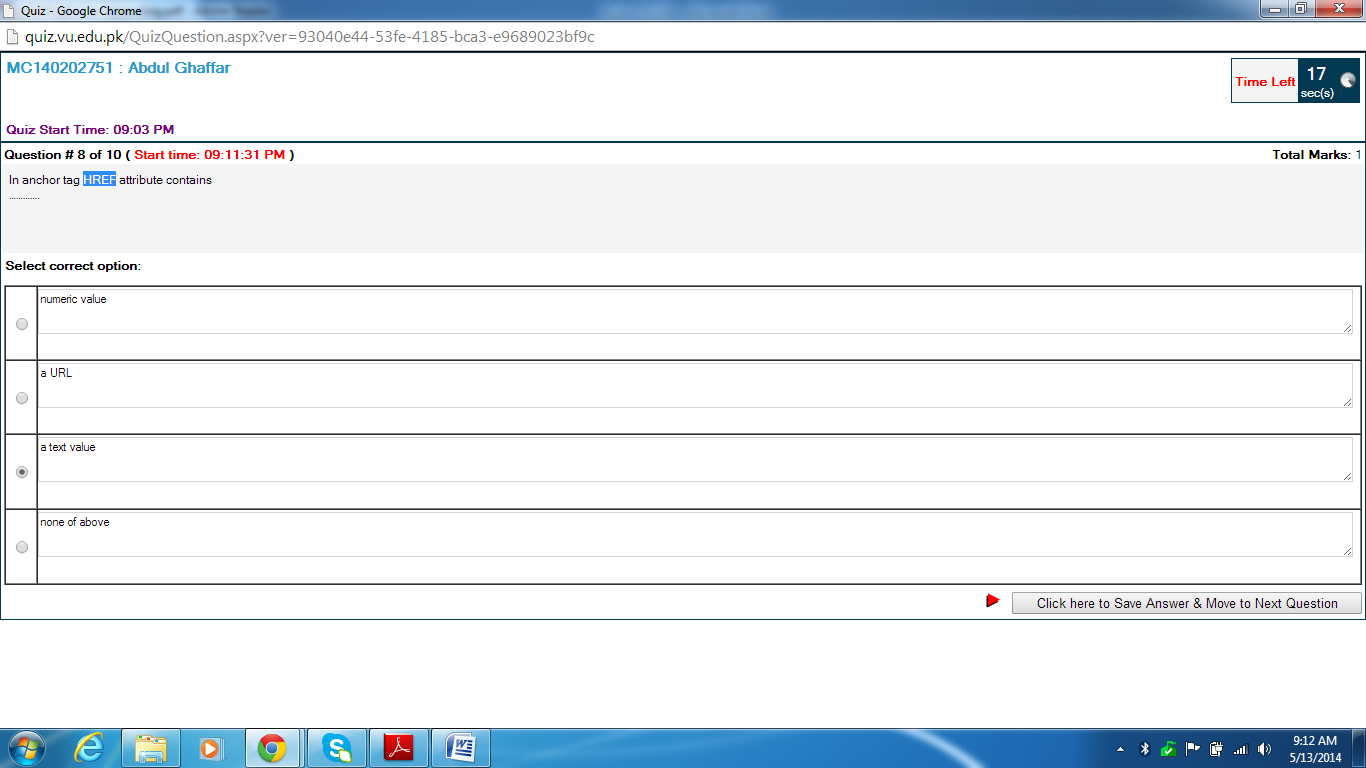 Quiz - Google Chrome
quiz.vu.edu.pk/QuizQuestion.aspx?ver=93040e44-53fe-4185-bca3-e9689023bf9c
MC140202751 : Abdul Ghaffar
Time Left 17 sec(s)
Quiz Start Time: 09:03 PM
Question # 8 of 10 ( Start time: 09:11:31 PM )
Total Marks: 1
In anchor tag HREF attribute contains
.............
Select correct option:
numeric value
a URL
a text value
none of above
Click here to Save Answer & Move to Next Question
9:12 AM
5/13/2014